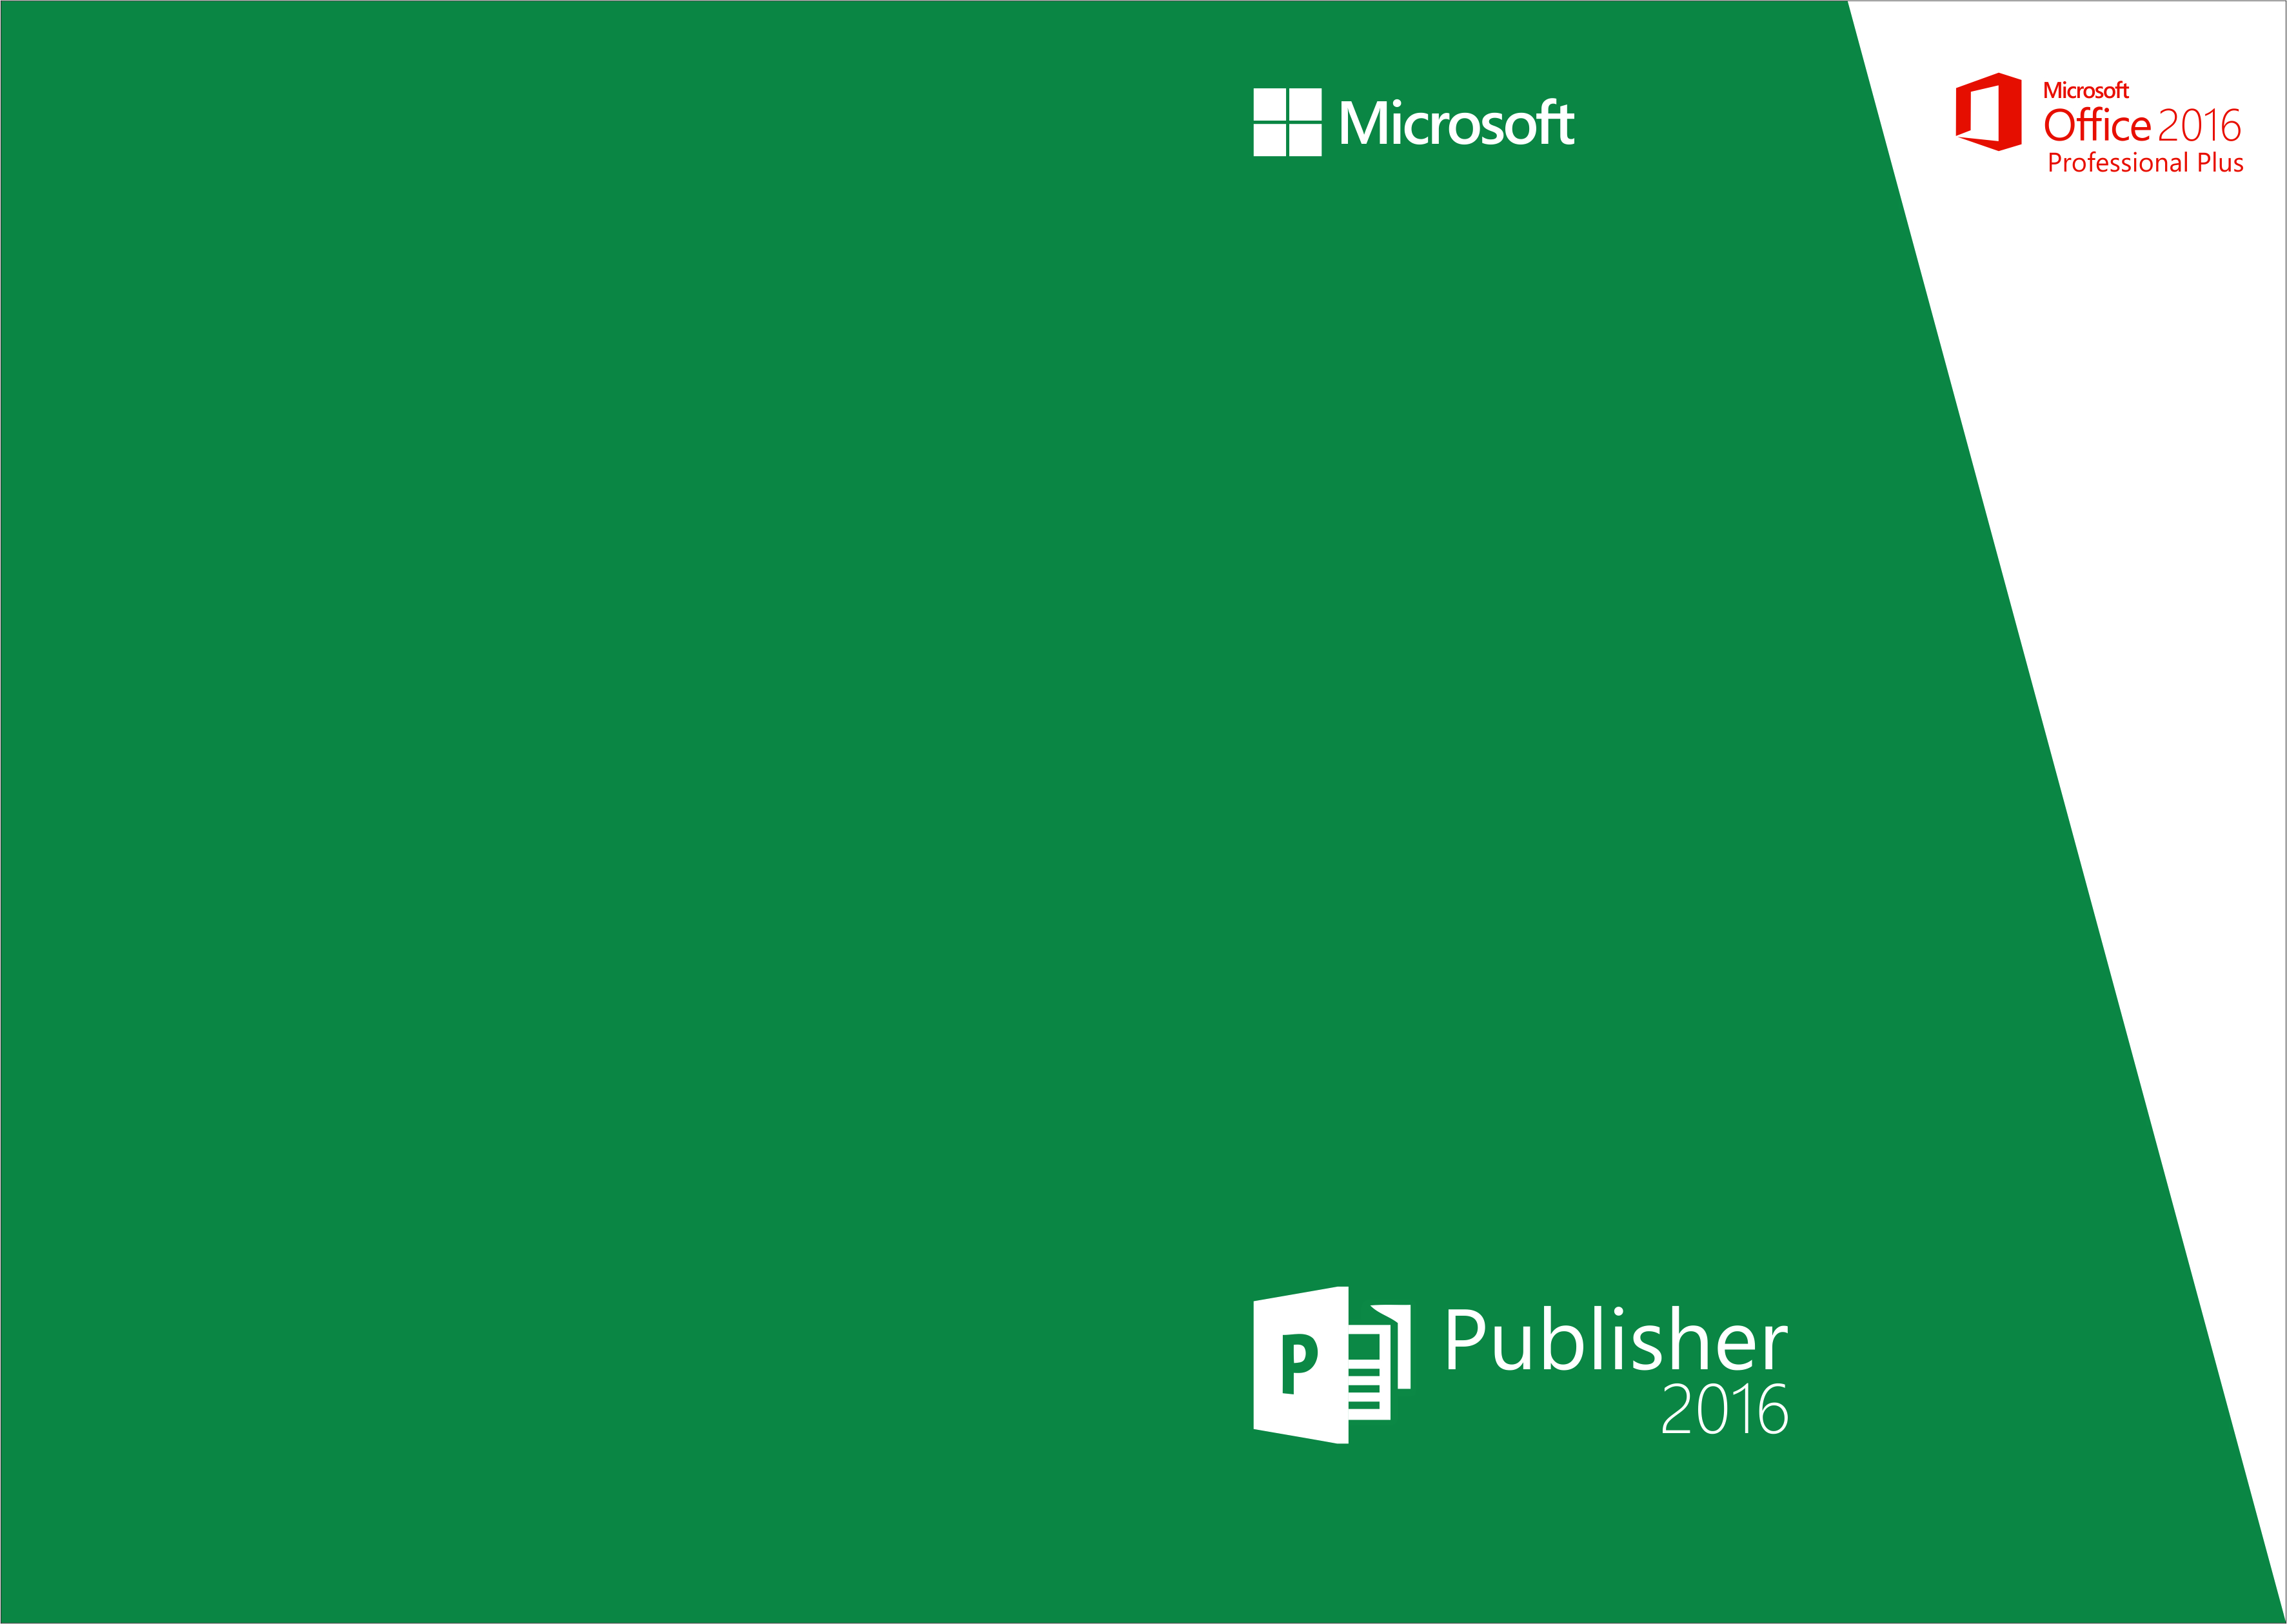 Microsoft
Microsoft
Office 2016
Professional Plus
P
Publisher
2016